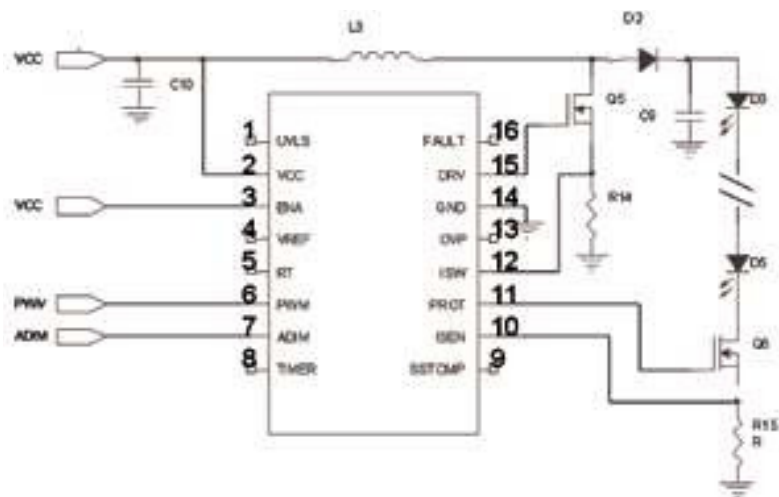 L3
D2
VCC
C10
Q5
C9
D3
1 16
UVLS FAULT
2 15
VCC DRV
VCC
3 14
ENA GND
R14
4 13
VREF OVP
5 12
RT ISW
D5
PWM
6 11
PWM PROT
ADIM
7 10
ADIM ISEN
Q6
8 9
TIMER SSTCMP
R15
R